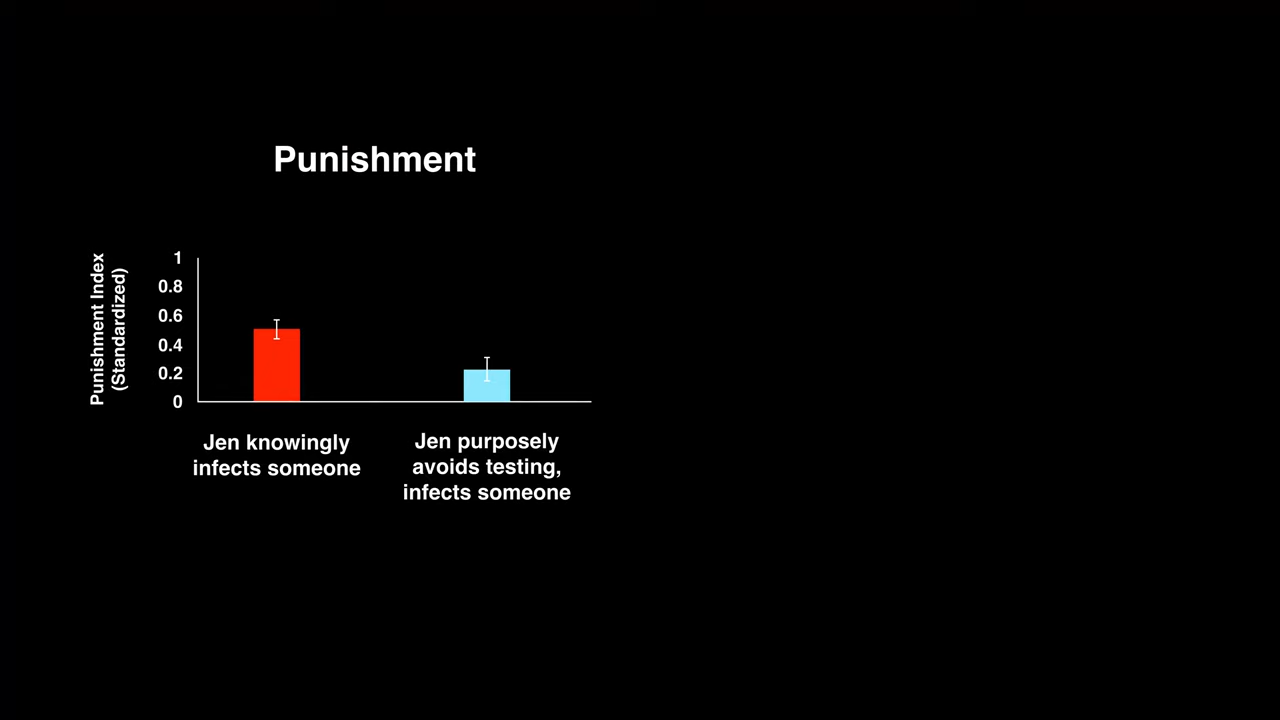 Punishment
Punishment Index
(Standardized)
1
0.8
0.6
0.4
0.2
0
Jen knowingly
infects someone
Jen purposely
avoids testing,
infects someone